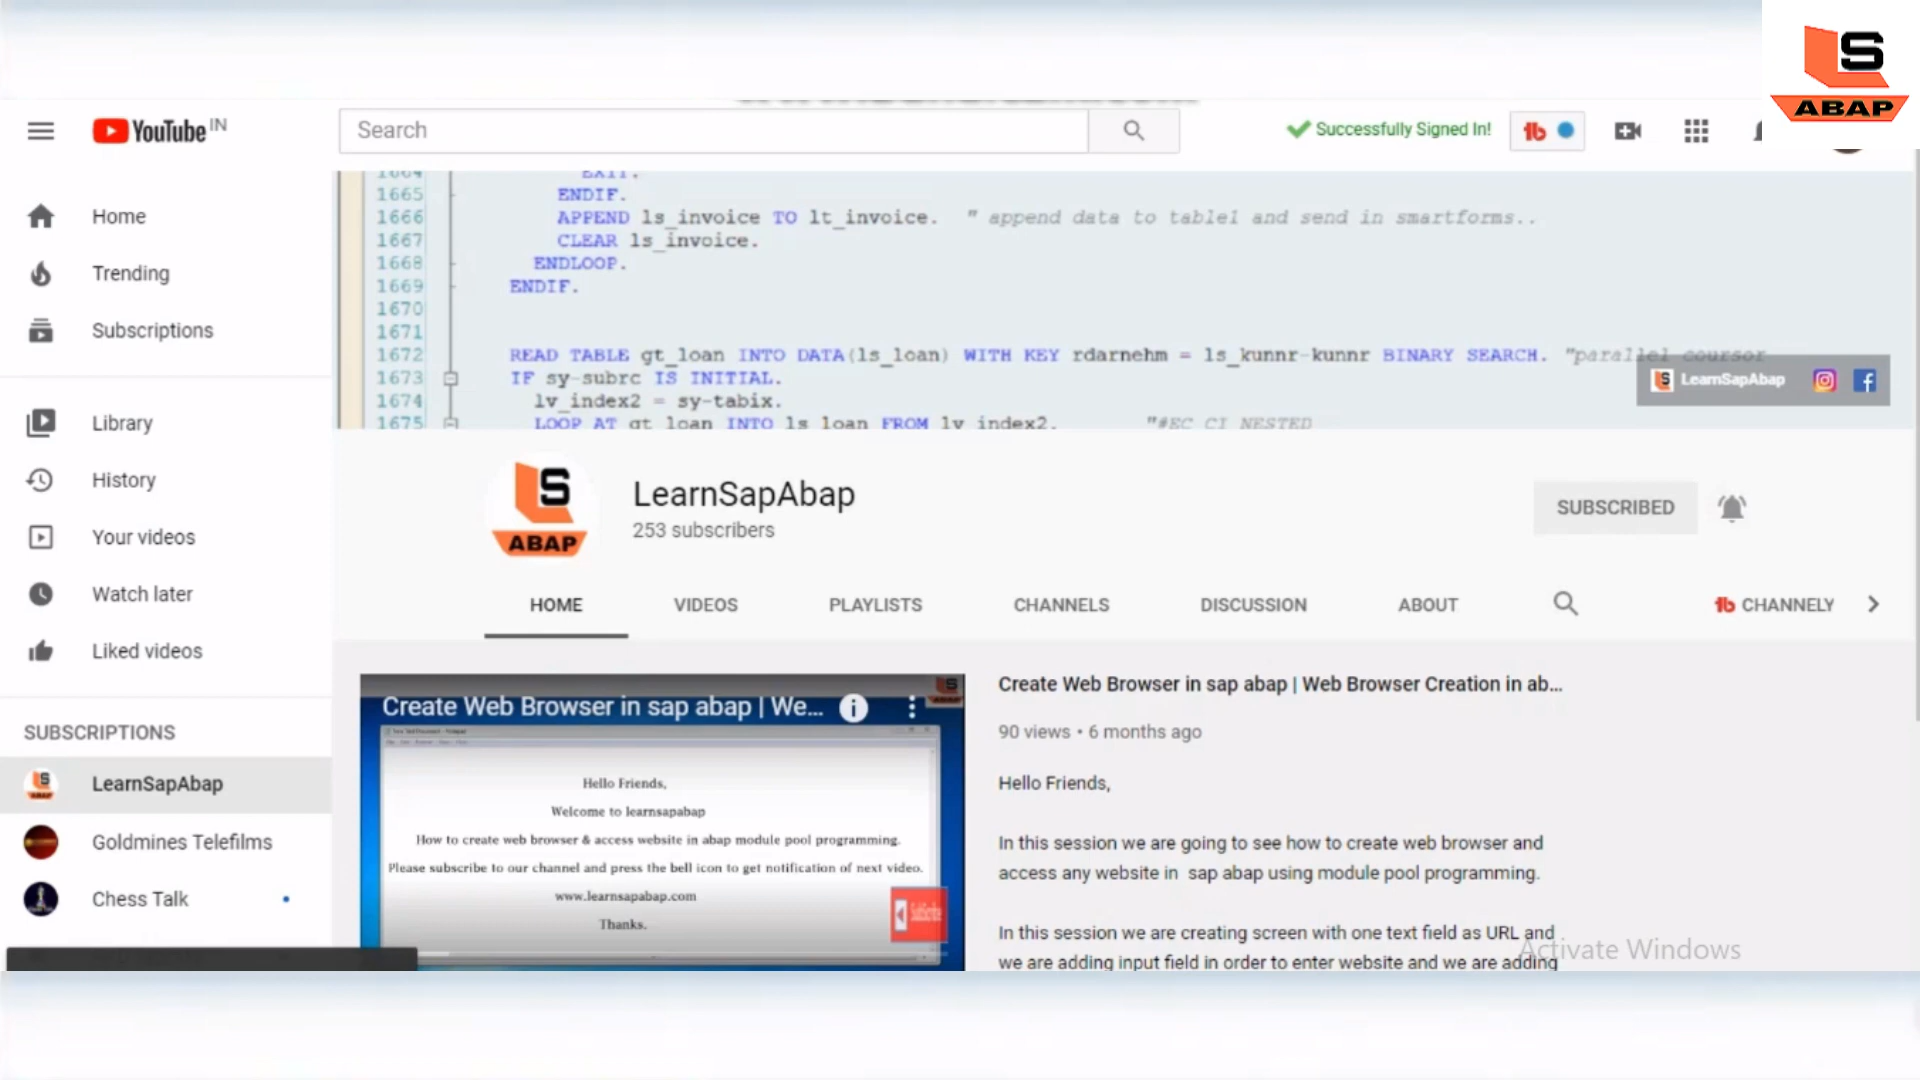 LS
ABAP
YouTube IN
Search
Successfully Signed In!
Home
Trending
Subscriptions
Library
History
Your videos
Watch later
Liked videos
SUBSCRIPTIONS
LearnSapAbap
Goldmines Telefilms
Chess Talk
1664 EXIT.
1665 ENDIF.
1666 APPEND ls_invoice TO lt_invoice. " append data to table1 and send in smartforms..
1667 CLEAR ls_invoice.
1668 ENDLOOP.
1669 ENDIF.
1670
1671
1672 READ TABLE gt_loan INTO DATA(ls_loan) WITH KEY rdarnehm = ls_kunnr-kunnr BINARY SEARCH. "parallel coursor
1673 IF sy-subrc IS INITIAL.
1674 lv_index2 = sy-tabix.
1675 LOOP AT gt_loan INTO ls_loan FROM lv_index2. "#EC CI_NESTED
LearnSapAbap
LS
ABAP
LearnSapAbap
253 subscribers
SUBSCRIBED
HOME VIDEOS PLAYLISTS CHANNELS DISCUSSION ABOUT CHANNELY
Create Web Browser in sap abap | We...
Hello Friends,
Welcome to learnsapabap
How to create web browser & access website in abap module pool programming.
Please subscribe to our channel and press the bell icon to get notification of next video.
www.learnsapabap.com
Thanks.
Create Web Browser in sap abap | Web Browser Creation in ab...
90 views • 6 months ago
Hello Friends,
In this session we are going to see how to create web browser and
access any website in sap abap using module pool programming.
In this session we are creating screen with one text field as URL and
we are adding input field in order to enter website and we are adding
Activate Windows